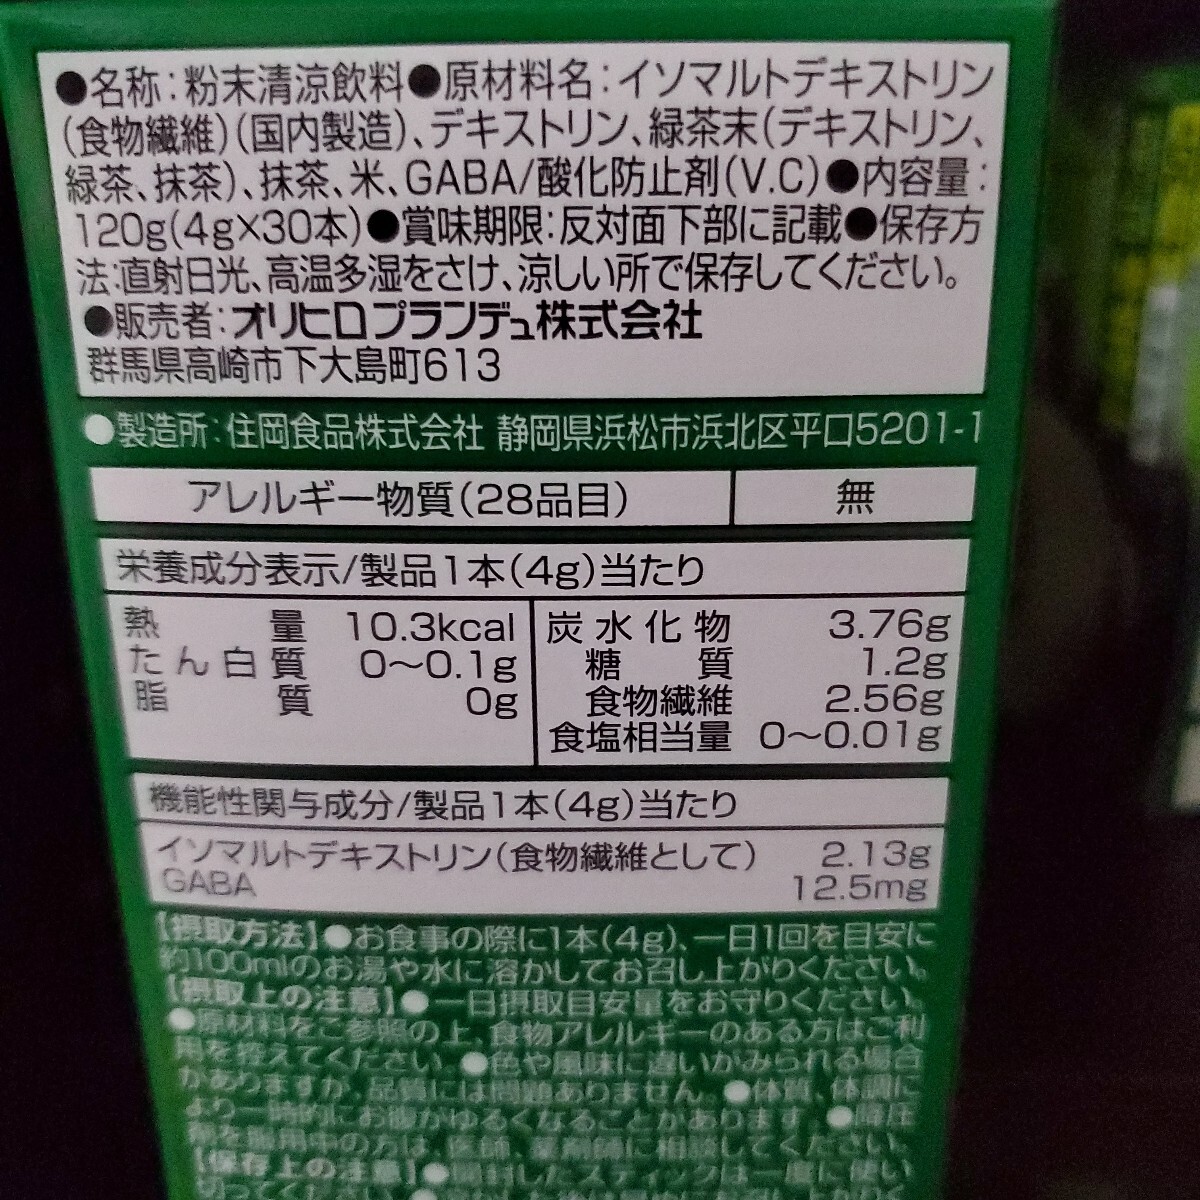 ●名称:粉末清涼飲料●原材料名:イソマルトデキストリン
(食物繊維)(国内製造)、デキストリン、緑茶末(デキストリン、
緑茶、抹茶)、抹茶、米、GABA/酸化防止剤(V.C)●内容量:
120g(4g×30本)●賞味期限:反対面下部に記載●保存方
法:直射日光、高温多湿をさけ、涼しい所で保存してください。
●販売者:オリヒロプランデュ株式会社
群馬県高崎市下大島町613
●製造所:住岡食品株式会社 静岡県浜松市浜北区平口5201-1
アレルギー物質(28品目) 無
栄養成分表示/製品1本(4g)当たり
熱量 10.3kcal
たん白質 0〜0.1g
脂質 0g
炭水化物 3.76g
糖質 1.2g
食物繊維 2.56g
食塩相当量 0〜0.01g
機能性関与成分/製品1本(4g)当たり
イソマルトデキストリン(食物繊維として) 2.13g
GABA 12.5mg
【摂取方法】●お食事の際に1本(4g)、一日1回を目安に
約100mlのお湯や水に溶かしてお召し上がりください。
【摂取上の注意】●一日摂取目安量をお守りください。
●原材料をご参照の上、食物アレルギーのある方はご利
用を控えてください。●色や風味に違いがみられる場合
がありますが、品質には問題ありません。●体質、体調に
より一時的にお腹がゆるくなることがあります。●降圧
剤を服用中の方は、医師、薬剤師に相談してください。
【保存上の注意】●開封したスティックは一度に使い